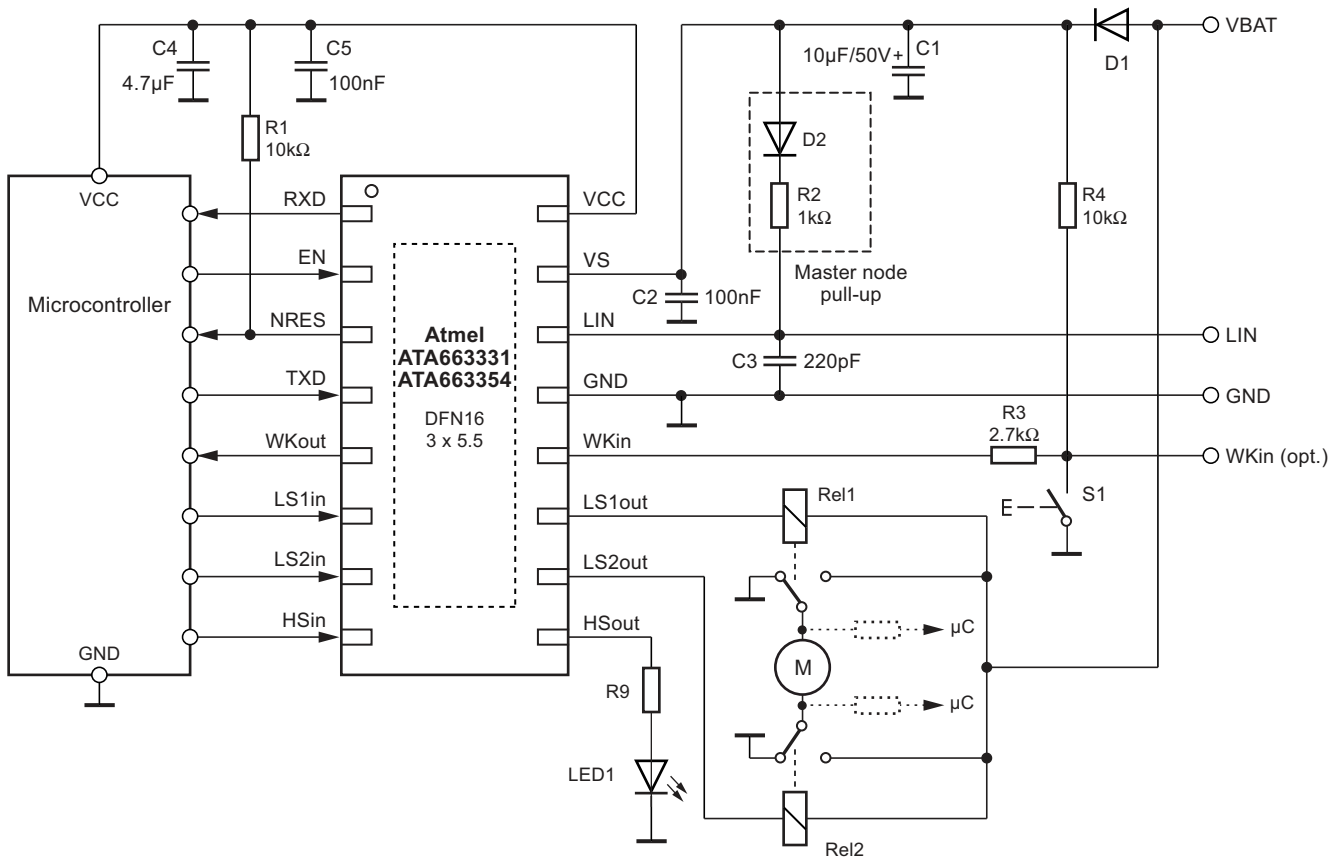 C4
4.7µF
C5
100nF
R1
10kΩ
10µF/50V+
C1
D1
VBAT
D2
R2
1kΩ
Master node
pull-up
R4
10kΩ
VCC
Microcontroller
GND
RXD
EN
NRES
TXD
WKout
LS1in
LS2in
HSin
Atmel
ATA663331
ATA663354
DFN16
3 x 5.5
VCC
VS
LIN
GND
WKin
LS1out
LS2out
HSout
C2
100nF
C3
220pF
LIN
GND
R3
2.7kΩ
WKin (opt.)
S1
E
Rel1
µC
M
µC
Rel2
R9
LED1